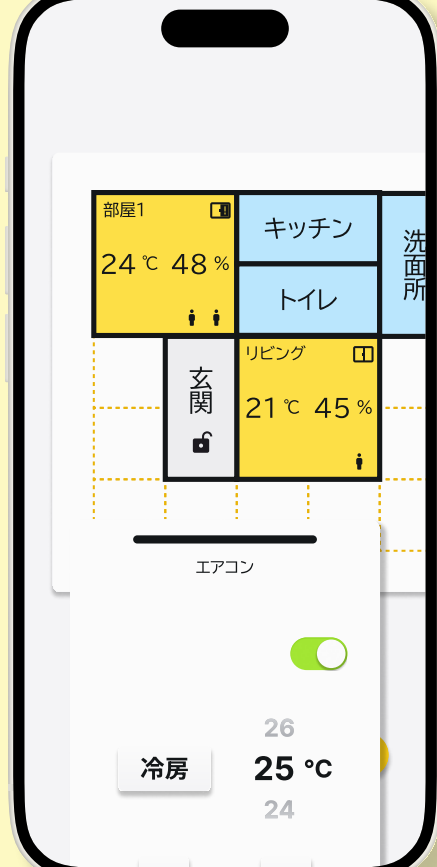 部屋1
24 ℃ 48 %
キッチン
トイレ
洗面所
玄関
リビング
21 ℃ 45 %
エアコン
26
冷房 25 °C
24